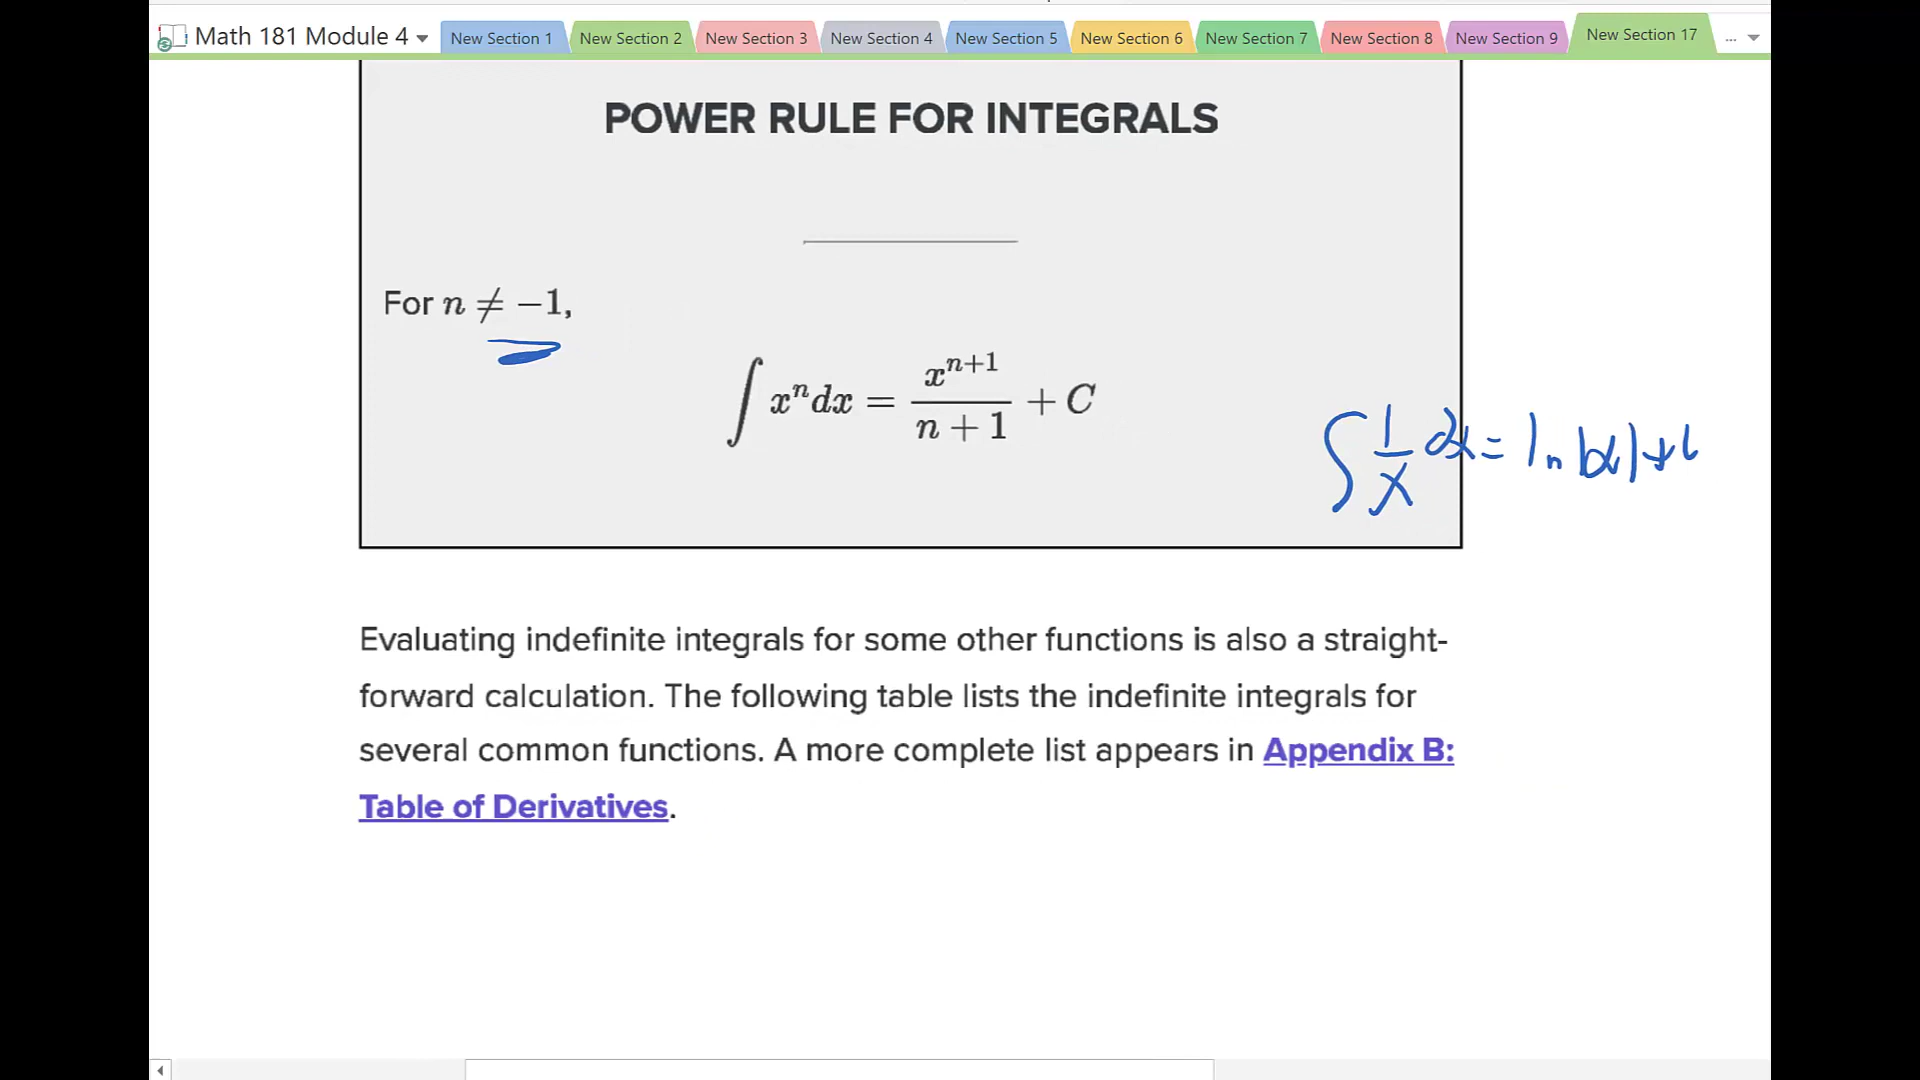 Math 181 Module 4 New Section 1 New Section 2 New Section 3 New Section 4 New Section 5 New Section 6 New Section 7 New Section 8 New Section 9 New Section 17 ...
POWER RULE FOR INTEGRALS
For n ≠ −1,
∫ xⁿ dx = xⁿ⁺¹/(n + 1) + C
∫ 1/x dx = ln |x| + C
Evaluating indefinite integrals for some other functions is also a straight-
forward calculation. The following table lists the indefinite integrals for
several common functions. A more complete list appears in Appendix B:
Table of Derivatives.